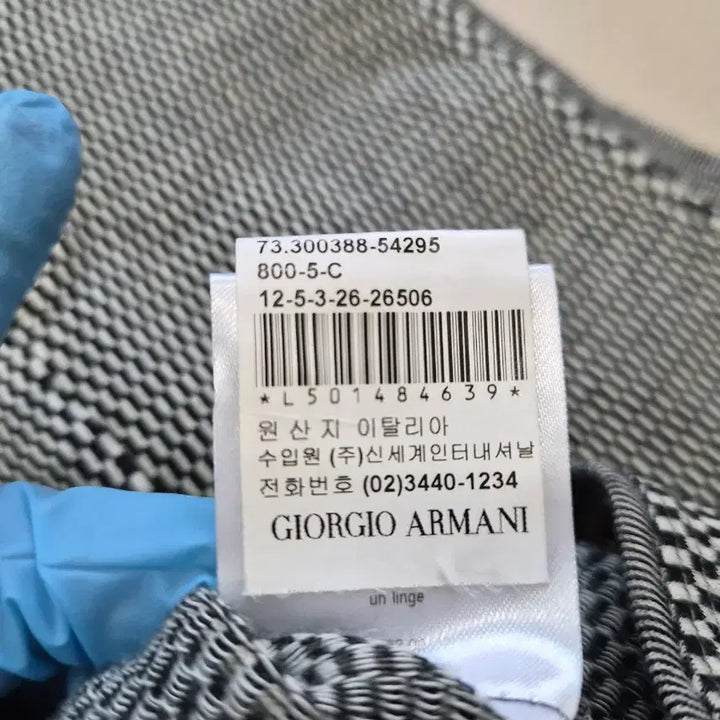 73.300388-54295
800-5-C
12-5-3-26-26506
*L501484639*
원산지 이탈리아
수입원 (주)신세계인터내셔날
전화번호 (02)3440-1234
GIORGIO ARMANI
un linge